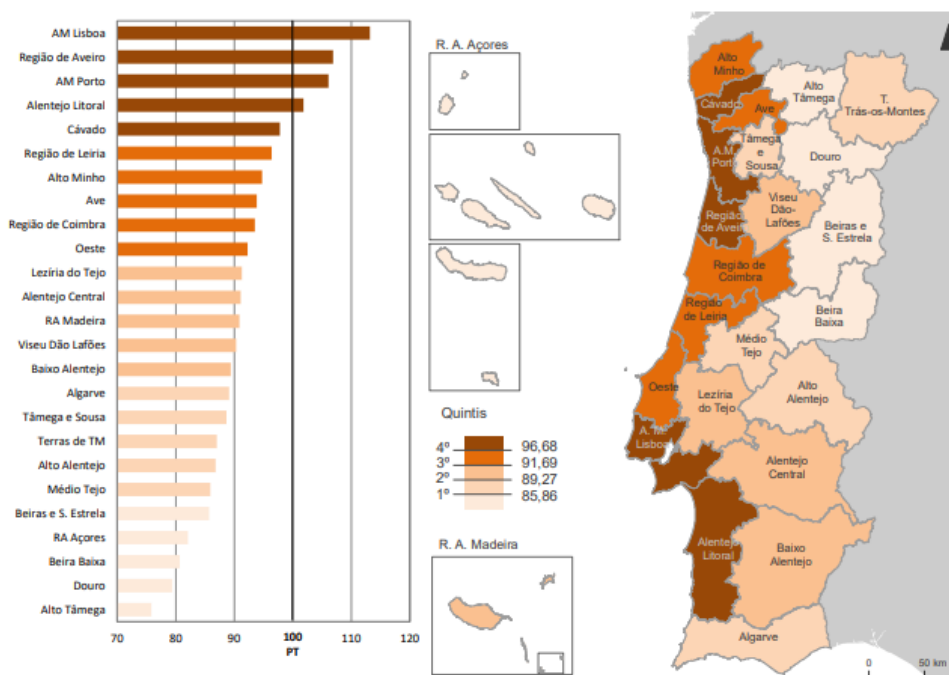 AM Lisboa
Região de Aveiro
AM Porto
Alentejo Litoral
Cávado
Região de Leiria
Alto Minho
Ave
Região de Coimbra
Oeste
Lezíria do Tejo
Alentejo Central
RA Madeira
Viseu Dão Lafões
Baixo Alentejo
Algarve
Tâmega e Sousa
Terras de TM
Alto Alentejo
Médio Tejo
Beiras e S. Estrela
RA Açores
Beira Baixa
Douro
Alto Tâmega
70 80 90 100 110 120
PT
R. A. Açores
Quintis
4º 96,68
3º 91,69
2º 89,27
1º 85,86
R. A. Madeira
Alto
Minho
Alto
Tâmega
T.
Trás-os-Montes
Cávado
Ave
A.M.
Port
Tâmega
e
Sousa
Douro
Viseu
Dão-
Lafões
Região
de Aveir
Beiras e
S. Estrela
Região de
Coimbra
Região
de Leiria
Beira
Baixa
Médio
Tejo
Oeste
Lezíria
do Tejo
Alto
Alentejo
A. M.
Lisboa
Alentejo
Central
Alentejo
Litoral
Baixo
Alentejo
Algarve
0 50 km